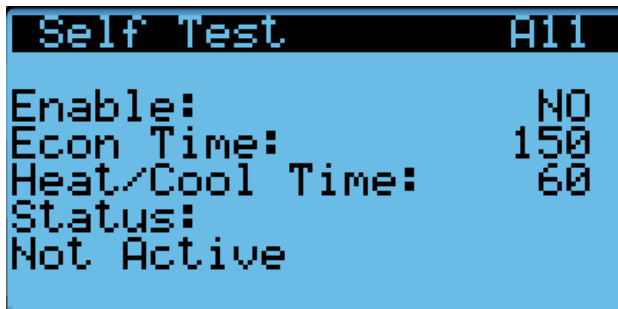 Self Test A11
Enable: NO
Econ Time: 150
Heat/Cool Time: 60
Status:
Not Active